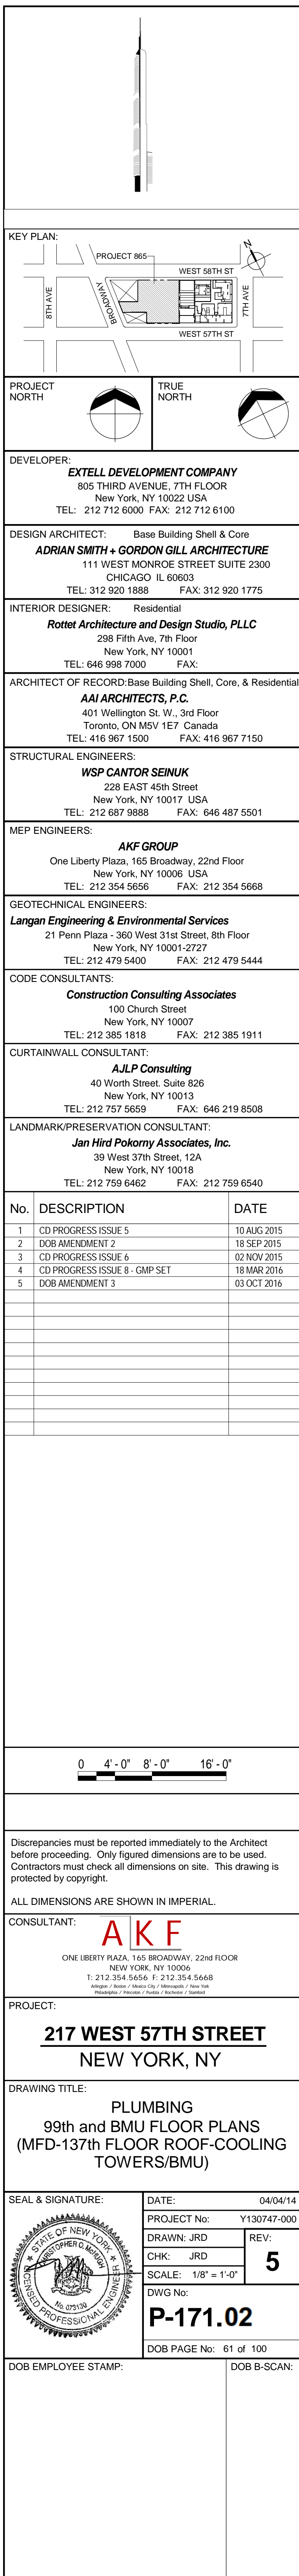 KEY PLAN:
N
PROJECT 865
WEST 58TH ST
8TH AVE
BROADWAY
7TH AVE
WEST 57TH ST
PROJECT
NORTH
TRUE
NORTH
DEVELOPER:
EXTELL DEVELOPMENT COMPANY
805 THIRD AVENUE, 7TH FLOOR
New York, NY 10022 USA
TEL: 212 712 6000 FAX: 212 712 6100
DESIGN ARCHITECT: Base Building Shell & Core
ADRIAN SMITH + GORDON GILL ARCHITECTURE
111 WEST MONROE STREET SUITE 2300
CHICAGO IL 60603
TEL: 312 920 1888 FAX: 312 920 1775
INTERIOR DESIGNER: Residential
Rottet Architecture and Design Studio, PLLC
298 Fifth Ave, 7th Floor
New York, NY 10001
TEL: 646 998 7000 FAX:
ARCHITECT OF RECORD:Base Building Shell, Core, & Residential
AAI ARCHITECTS, P.C.
401 Wellington St. W., 3rd Floor
Toronto, ON M5V 1E7 Canada
TEL: 416 967 1500 FAX: 416 967 7150
STRUCTURAL ENGINEERS:
WSP CANTOR SEINUK
228 EAST 45th Street
New York, NY 10017 USA
TEL: 212 687 9888 FAX: 646 487 5501
MEP ENGINEERS:
AKF GROUP
One Liberty Plaza, 165 Broadway, 22nd Floor
New York, NY 10006 USA
TEL: 212 354 5656 FAX: 212 354 5668
GEOTECHNICAL ENGINEERS:
Langan Engineering & Environmental Services
21 Penn Plaza - 360 West 31st Street, 8th Floor
New York, NY 10001-2727
TEL: 212 479 5400 FAX: 212 479 5444
CODE CONSULTANTS:
Construction Consulting Associates
100 Church Street
New York, NY 10007
TEL: 212 385 1818 FAX: 212 385 1911
CURTAINWALL CONSULTANT:
AJLP Consulting
40 Worth Street. Suite 826
New York, NY 10013
TEL: 212 757 5659 FAX: 646 219 8508
LANDMARK/PRESERVATION CONSULTANT:
Jan Hird Pokorny Associates, Inc.
39 West 37th Street, 12A
New York, NY 10018
TEL: 212 759 6462 FAX: 212 759 6540
No. DESCRIPTION DATE
1 CD PROGRESS ISSUE 5 10 AUG 2015
2 DOB AMENDMENT 2 18 SEP 2015
3 CD PROGRESS ISSUE 6 02 NOV 2015
4 CD PROGRESS ISSUE 8 - GMP SET 18 MAR 2016
5 DOB AMENDMENT 3 03 OCT 2016
0 4' - 0" 8' - 0" 16' - 0"
Discrepancies must be reported immediately to the Architect
before proceeding. Only figured dimensions are to be used.
Contractors must check all dimensions on site. This drawing is
protected by copyright.
ALL DIMENSIONS ARE SHOWN IN IMPERIAL.
CONSULTANT:
AKF
ONE LIBERTY PLAZA, 165 BROADWAY, 22nd FLOOR
NEW YORK, NY 10006
T: 212.354.5656 F: 212.354.5668
Arlington / Boston / Mexico City / Minneapolis / New York
Philadelphia / Princeton / Puebla / Rochester / Stamford
PROJECT:
217 WEST 57TH STREET
NEW YORK, NY
DRAWING TITLE:
PLUMBING
99th and BMU FLOOR PLANS
(MFD-137th FLOOR ROOF-COOLING
TOWERS/BMU)
SEAL & SIGNATURE:
STATE OF NEW YORK
No. 075130
LICENSED PROFESSIONAL ENGINEER
DATE: 04/04/14
PROJECT No: Y130747-000
DRAWN: JRD
CHK: JRD
SCALE: 1/8" = 1'-0"
REV:
5
DWG No:
P-171.02
DOB PAGE No: 61 of 100
DOB EMPLOYEE STAMP:
DOB B-SCAN: